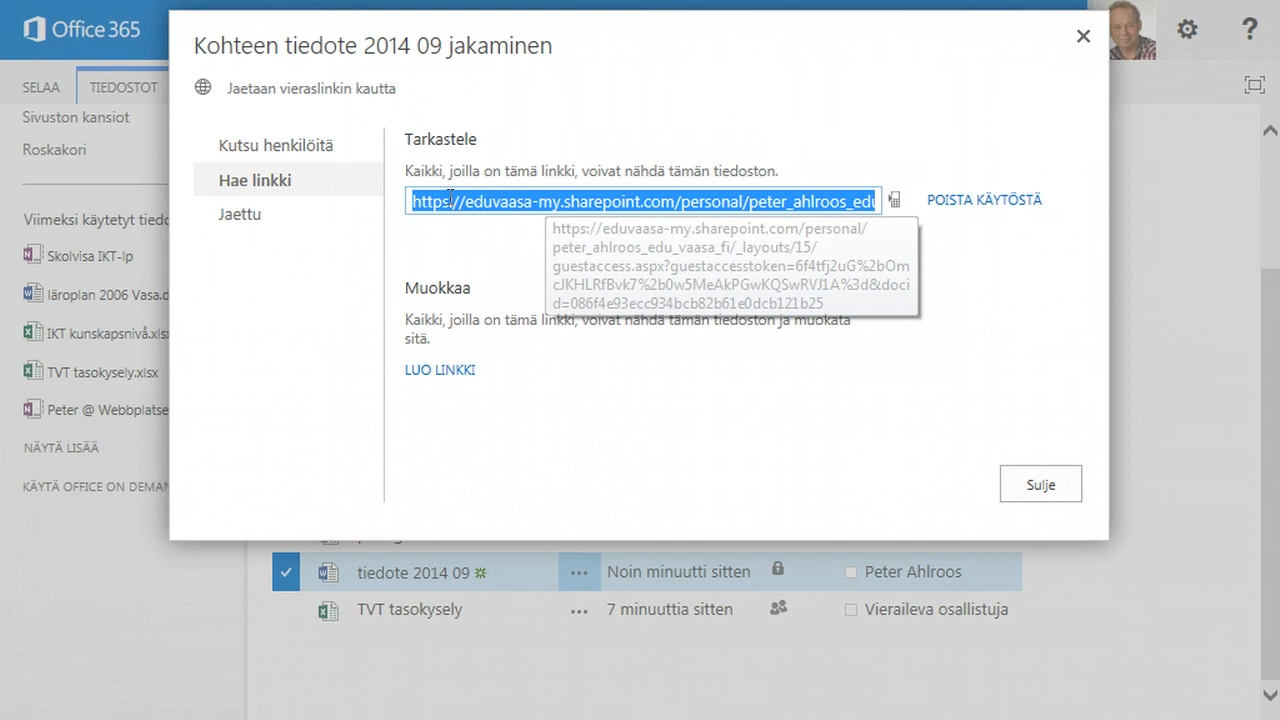 Office 365
?
SELAA
TIEDOSTOT
Sivuston kansiot
Roskakori
Viimeksi käytetyt tiedo
Skolvisa IKT-lp
läroplan 2006 Vasa.d
IKT kunskapsnivå.xls
TVT tasokysely.xlsx
Peter @ Webbplatse
NÄYTÄ LISÄÄ
KÄYTÄ OFFICE ON DEMAN
Kohteen tiedote 2014 09 jakaminen
Jaetaan vieraslinkin kautta
Kutsu henkilöitä
Hae linkki
Jaettu
Tarkastele
Kaikki, joilla on tämä linkki, voivat nähdä tämän tiedoston.
https://eduvaasa-my.sharepoint.com/personal/peter_ahlroos_edu
POISTA KÄYTÖSTÄ
https://eduvaasa-my.sharepoint.com/personal/
peter_ahlroos_edu_vaasa_fi/_layouts/15/
guestaccess.aspx?guestaccesstoken=6f4tfj2uG%2bOm
cJKHLRfBvk7%2b0w5MeAkPGwKQSwRVJ1A%3d&doci
d=086f4e93ecc934bcb82b61e0dcb121b25
Muokkaa
Kaikki, joilla on tämä linkki, voivat nähdä tämän tiedoston ja muokata
sitä.
LUO LINKKI
Sulje
tiedote 2014 09
Noin minuutti sitten
Peter Ahlroos
TVT tasokysely
7 minuuttia sitten
Vieraileva osallistuja